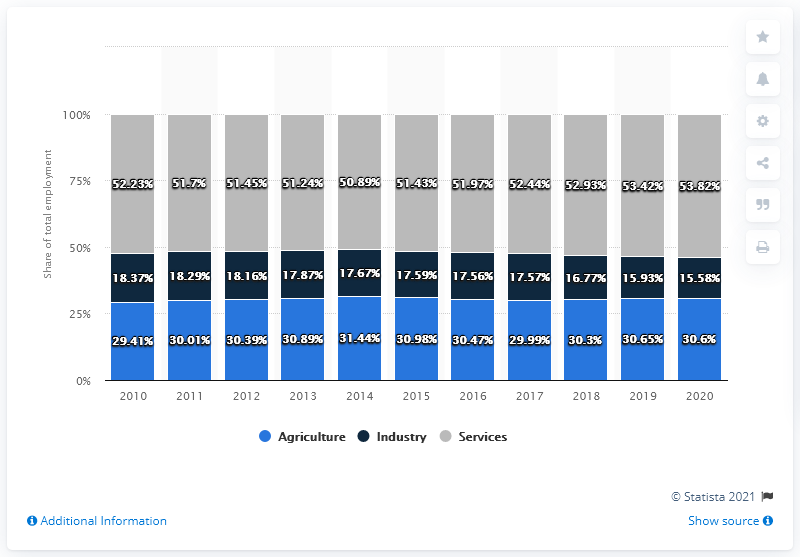 Share of total employment
100%
75%
50%
25%
0%
52.23% 51.7% 51.45% 51.24% 50.89% 51.43% 51.97% 52.44% 52.93% 53.42% 53.82%
18.37% 18.29% 18.16% 17.87% 17.67% 17.59% 17.56% 17.57% 16.77% 15.93% 15.58%
29.41% 30.01% 30.39% 30.89% 31.44% 30.98% 30.47% 29.99% 30.3% 30.65% 30.6%
2010 2011 2012 2013 2014 2015 2016 2017 2018 2019 2020
Agriculture Industry Services
© Statista 2021
Additional Information Show source